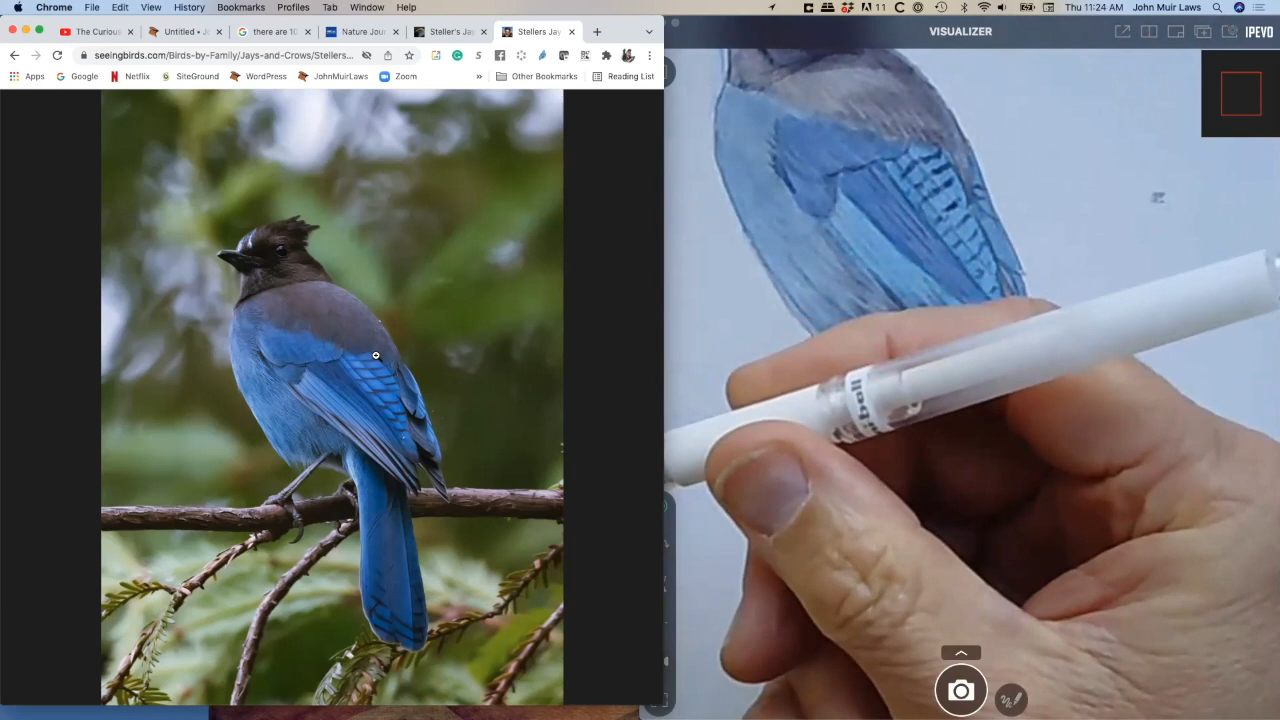 Chrome File Edit View History Bookmarks Profiles Tab Window Help
11
Thu 11:24 AM John Muir Laws
The Curious
Untitled • Jo
there are 10
Nature Jour
Steller's Jay
Stellers Jay
seeingbirds.com/Birds-by-Family/Jays-and-Crows/Stellers...
Apps Google Netflix SiteGround WordPress JohnMuirLaws Zoom » Other Bookmarks Reading List
VISUALIZER
IPEVO